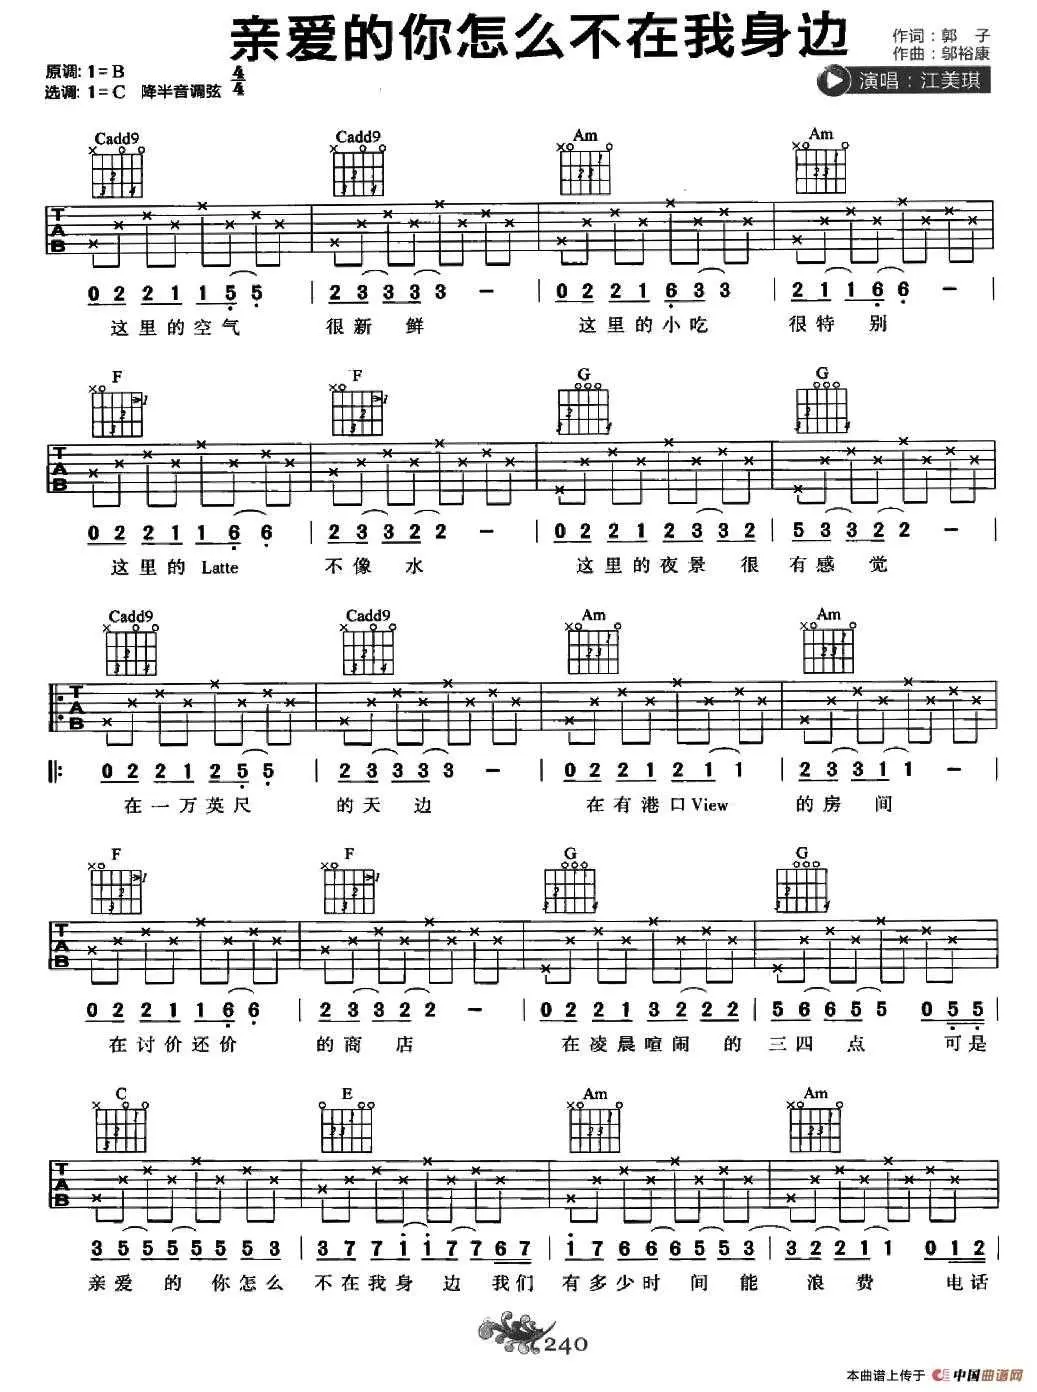 亲爱的你怎么不在我身边
作词：郭　子
作曲：邬裕康
演唱：江美琪
原调: 1=B 4/4
选调: 1=C 降半音调弦
Cadd9 Cadd9 Am Am
TAB
0 2 2 1 1 5 5 | 2 3 3 3 3 3 － | 0 2 2 1 6 3 3 | 2 1 1 6 6 － |
这里的空气 很新鲜 这里的小吃 很特别
F F G G
TAB
0 2 2 1 1 6 6 | 2 3 3 2 2 － | 0 2 2 2 3 3 2 | 5 3 3 2 2 － |
这里的Latte 不像水 这里的夜景很 有感觉
Cadd9 Cadd9 Am Am
TAB
0 2 2 1 2 5 5 | 2 3 3 3 3 － | 0 2 2 1 2 1 1 | 2 3 3 1 1 － |
在一万英尺 的天边 在有港口View 的房间
F F G G
TAB
0 2 2 1 1 6 6 | 2 3 3 2 2 － | 0 2 2 1 3 2 2 2 | 5 6 6 5 5 0 5 5 |
在讨价还价 的商店 在凌晨喧闹的 三四点 可是
C E Am Am
TAB
3 5 5 5 5 5 3 | 3 7 7 1 1 7 7 6 7 | 1 7 6 6 6 5 5 3 | 3 2 2 1 1 0 1 2 |
亲爱的你怎么 不在我身边我们 有多少时间能 浪费 电话
240
本曲谱上传于 中国曲谱网